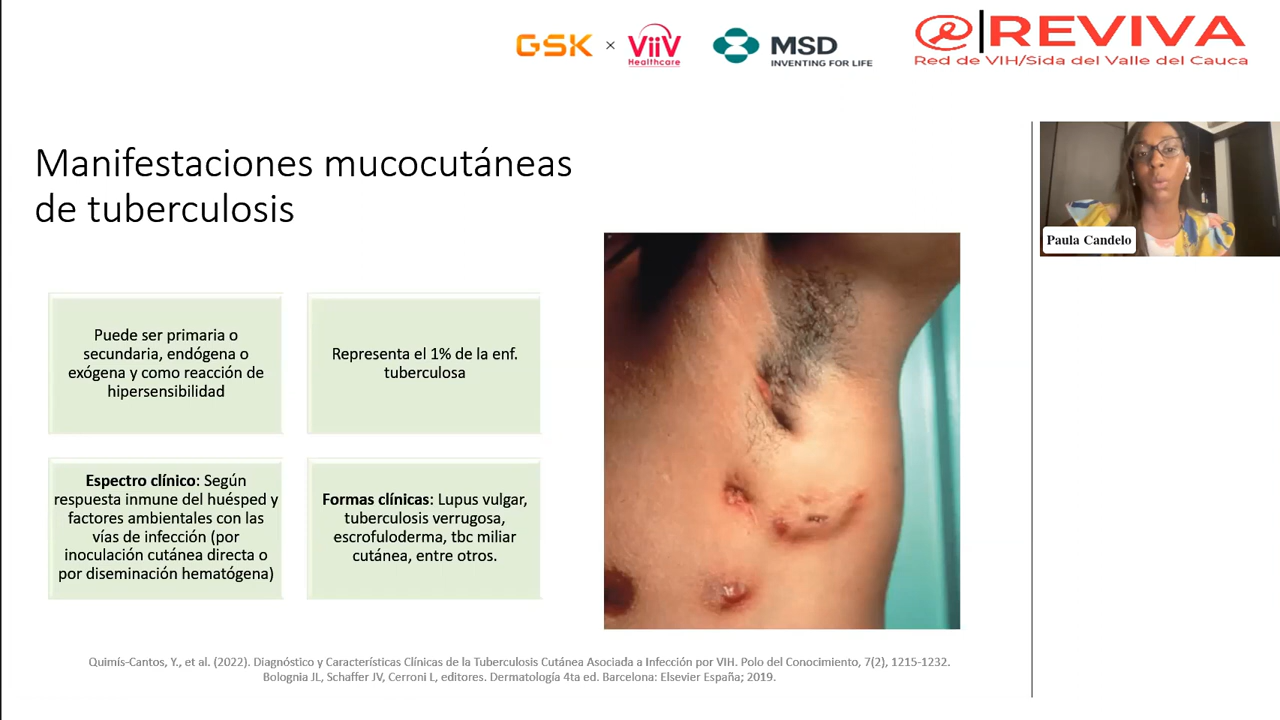 GSK × ViiV Healthcare
MSD
INVENTING FOR LIFE
REVIVA
Red de VIH/Sida del Valle del Cauca
Manifestaciones mucocutáneas
de tuberculosis
Puede ser primaria o
secundaria, endógena o
exógena y como reacción de
hipersensibilidad
Representa el 1% de la enf.
tuberculosa
Espectro clínico: Según
respuesta inmune del huésped y
factores ambientales con las
vías de infección (por
inoculación cutánea directa o
por diseminación hematógena)
Formas clínicas: Lupus vulgar,
tuberculosis verrugosa,
escrofuloderma, tbc miliar
cutánea, entre otros.
Paula Candelo
Quimís-Cantos, Y., et al. (2022). Diagnóstico y Características Clínicas de la Tuberculosis Cutánea Asociada a Infección por VIH. Polo del Conocimiento, 7(2), 1215-1232.
Bolognia JL, Schaffer JV, Cerroni L, editores. Dermatología 4ta ed. Barcelona: Elsevier España; 2019.